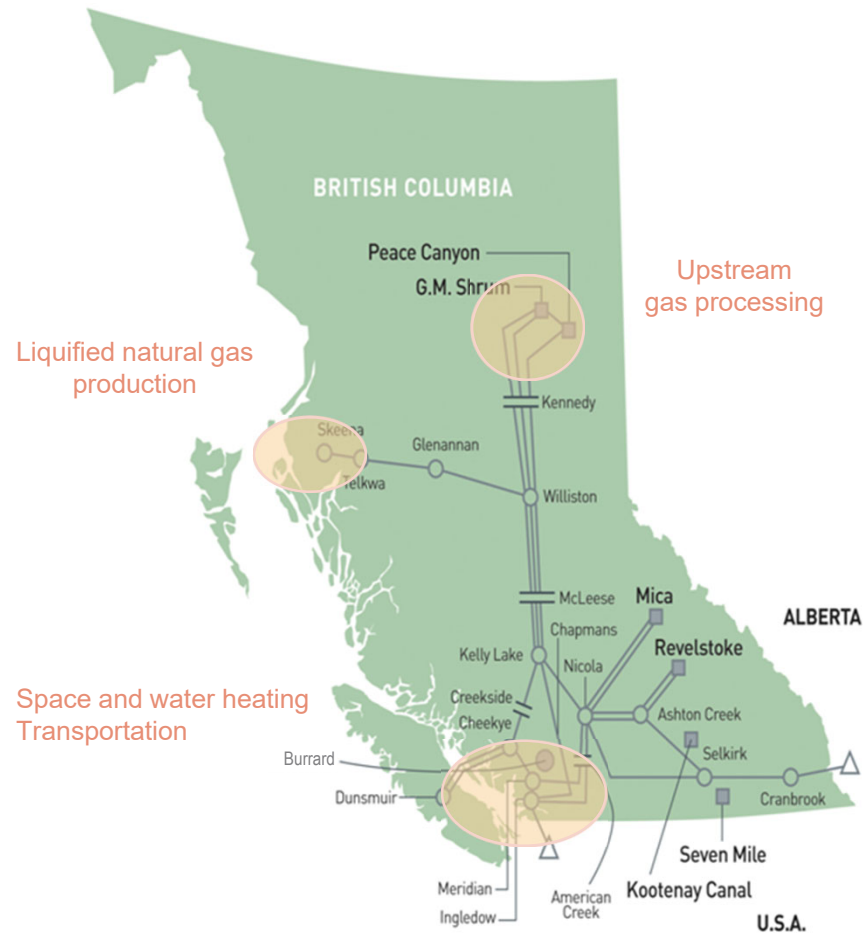 BRITISH COLUMBIA
Peace Canyon
G.M. Shrum
Upstream
gas processing
Liquified natural gas
production
Kennedy
Skeena
Glenannan
Telkwa
Williston
McLeese
Mica
ALBERTA
Chapmans
Kelly Lake
Nicola
Revelstoke
Space and water heating
Transportation
Creekside
Cheekye
Ashton Creek
Burrard
Selkirk
Dunsmuir
Cranbrook
Seven Mile
Meridian
American
Creek
Kootenay Canal
Ingledow
U.S.A.